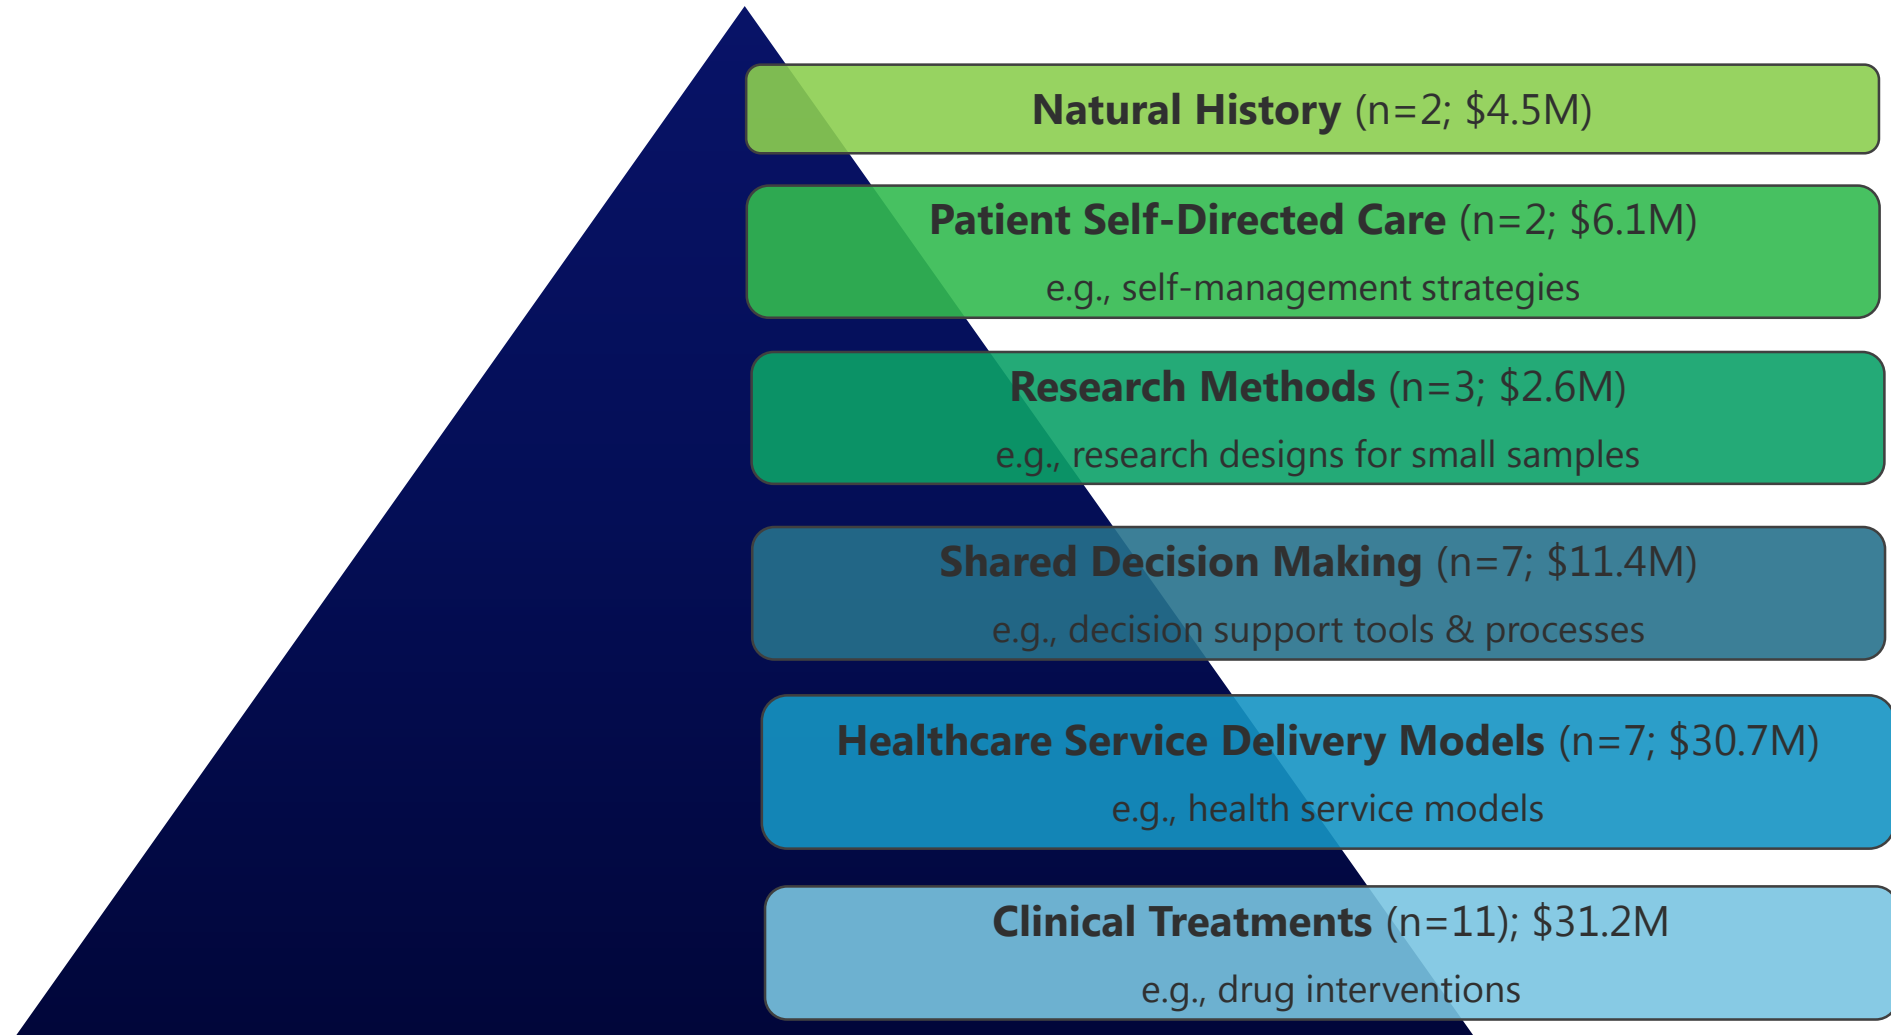 Natural History (n=2; $4.5M)
Patient Self-Directed Care (n=2; $6.1M)
e.g., self-management strategies
Research Methods (n=3; $2.6M)
e.g., research designs for small samples
Shared Decision Making (n=7; $11.4M)
e.g., decision support tools & processes
Healthcare Service Delivery Models (n=7; $30.7M)
e.g., health service models
Clinical Treatments (n=11); $31.2M
e.g., drug interventions